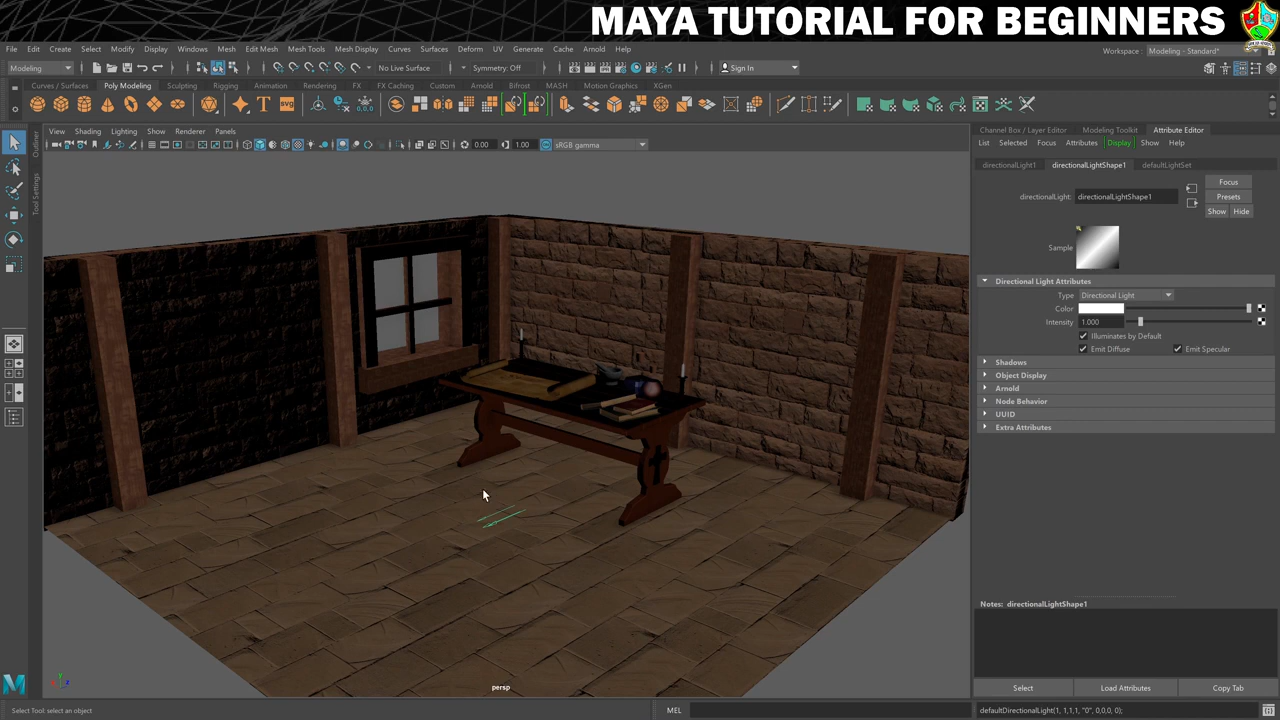 MAYA TUTORIAL FOR BEGINNERS
File Edit Create Select Modify Display Windows Mesh Edit Mesh Mesh Tools Mesh Display Curves Surfaces Deform UV Generate Cache Arnold Help
Workspace : Modeling - Standard*
Modeling No Live Surface Symmetry: Off Sign In
Curves / Surfaces Poly Modeling Sculpting Rigging Animation Rendering FX FX Caching Custom Arnold Bifrost MASH Motion Graphics XGen
View Shading Lighting Show Renderer Panels
0.00 1.00 sRGB gamma
Outliner
Tool Settings
Channel Box / Layer Editor Modeling Toolkit Attribute Editor
List Selected Focus Attributes Display Show Help
directionalLight1 directionalLightShape1 defaultLightSet
Focus
directionalLight: directionalLightShape1 Presets
Show Hide
Sample
Directional Light Attributes
Type Directional Light
Color
Intensity 1.000
Illuminates by Default
Emit Diffuse Emit Specular
Shadows
Object Display
Arnold
Node Behavior
UUID
Extra Attributes
Notes: directionalLightShape1
persp
Select Load Attributes Copy Tab
Select Tool: select an object MEL defaultDirectionalLight(1, 1,1,1, "0", 0,0,0, 0);